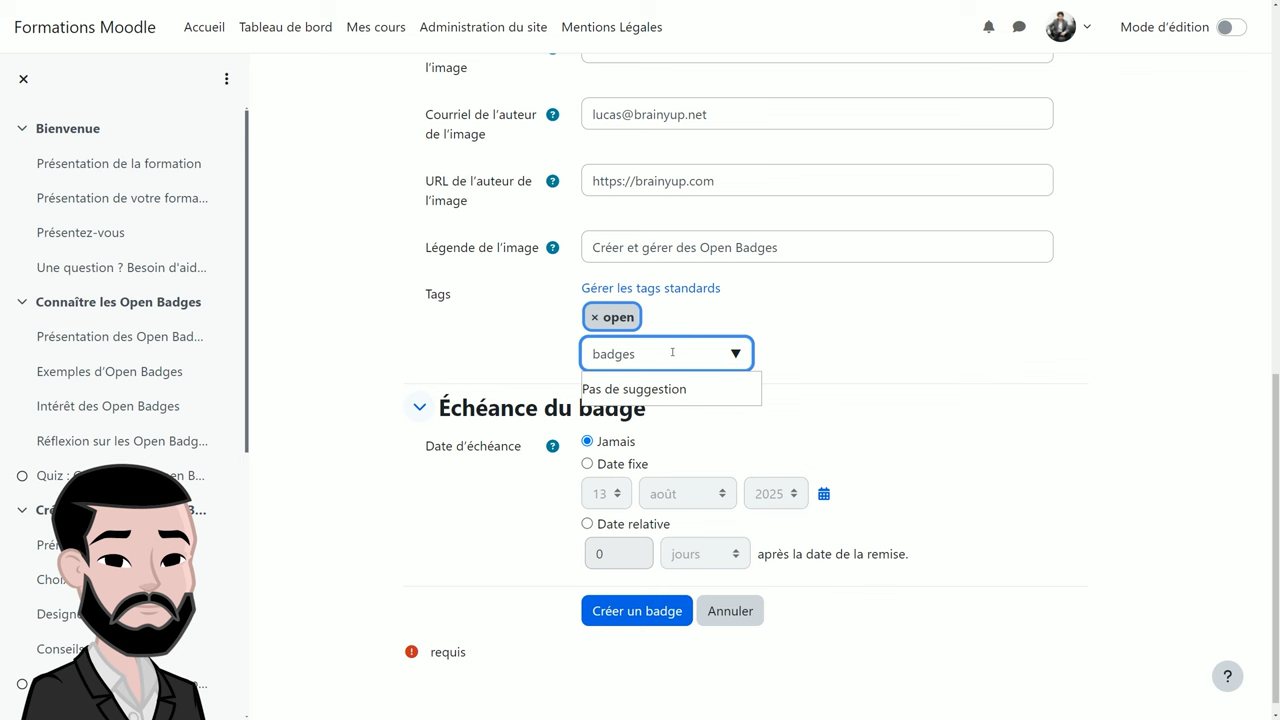 Formations Moodle Accueil Tableau de bord Mes cours Administration du site Mentions Légales Mode d'édition
Bienvenue
Présentation de la formation
Présentation de votre forma...
Présentez-vous
Une question ? Besoin d'aid...
Connaître les Open Badges
Présentation des Open Bad...
Exemples d'Open Badges
Intérêt des Open Badges
Réflexion sur les Open Badg...
Quiz :
en B...
B...
Choi
Design
Conseils
l'image
Courriel de l'auteur de l'image ? lucas@brainyup.net
URL de l'auteur de l'image ? https://brainyup.com
Légende de l'image ? Créer et gérer des Open Badges
Tags
Gérer les tags standards
× open
badges ▼
Pas de suggestion
Échéance du badge
Date d'échéance ?
Jamais
Date fixe
13 août 2025
Date relative
0 jours après la date de la remise.
Créer un badge Annuler
! requis
?